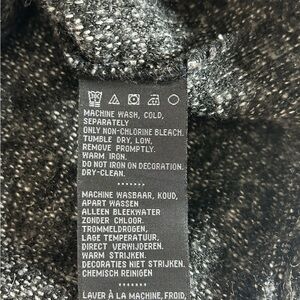 MACHINE WASH, COLD,
SEPARATELY
ONLY NON-CHLORINE BLEACH.
TUMBLE DRY, LOW,
REMOVE PROMPTLY.
WARM IRON.
DO NOT IRON ON DECORATION.
DRY-CLEAN.
*******
MACHINE WASBAAR, KOUD,
APART WASSEN
ALLEEN BLEEKWATER
ZONDER CHLOOR.
TROMMELDROGEN,
LAGE TEMPERATUUR,
DIRECT VERWIJDEREN.
WARM STRIJKEN.
DECORATIES NIET STRIJKEN.
CHEMISCH REINIGEN
*******
LAVER À LA MACHINE, FROID,